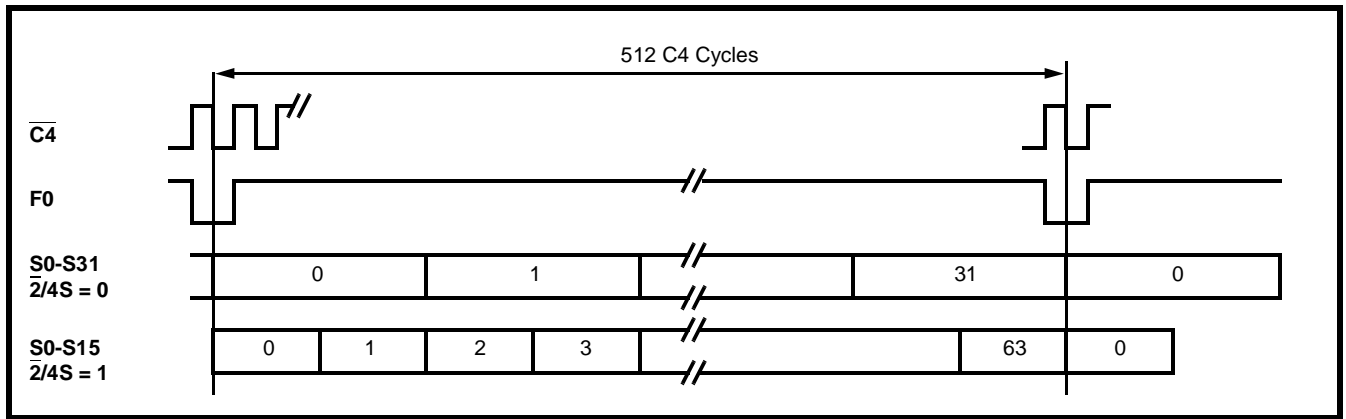 512 C4 Cycles
C̅4̅
F0
S0-S31
2̅/4S = 0
0 1 31 0
S0-S15
2̅/4S = 1
0 1 2 3 63 0